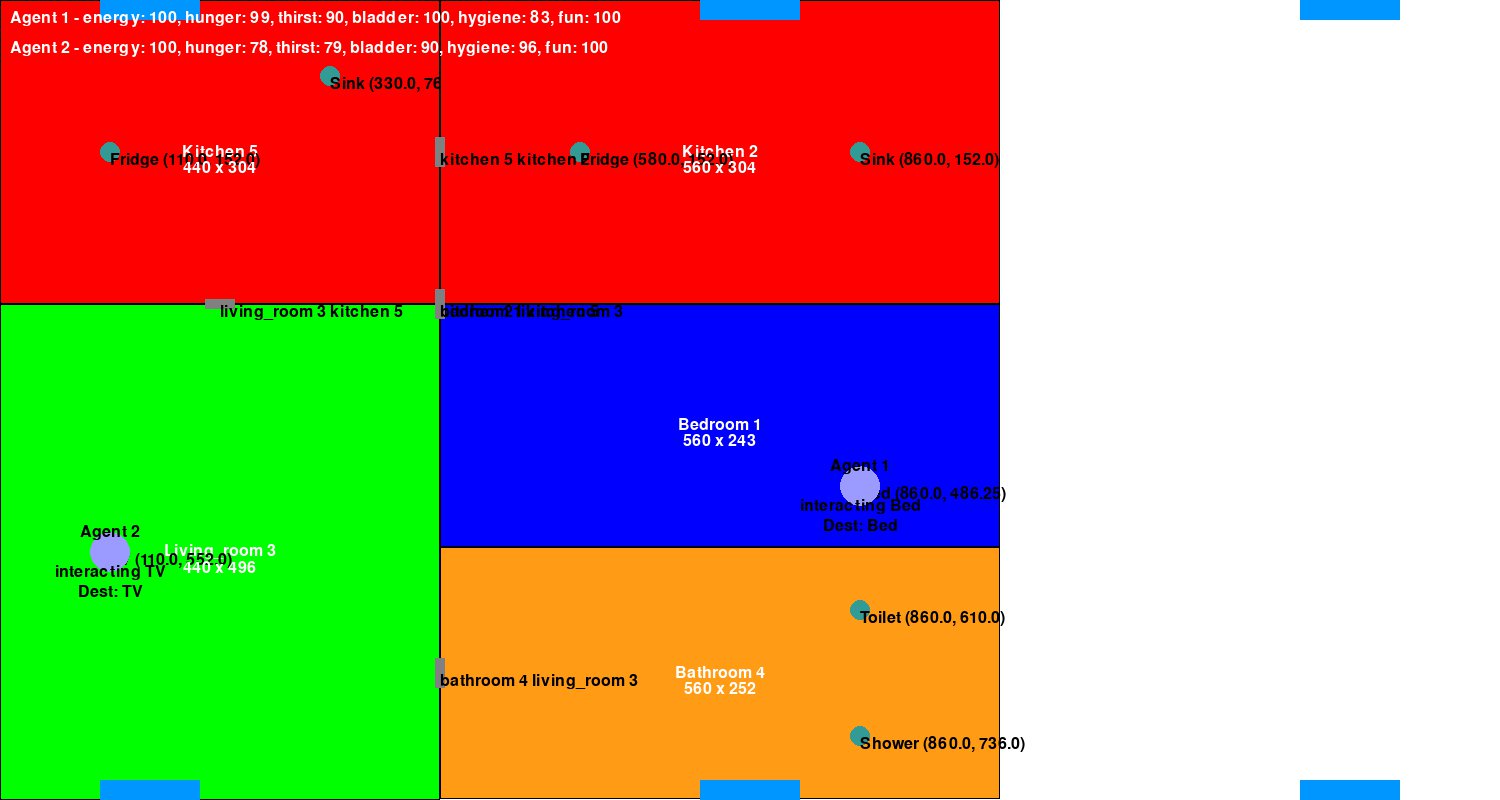 Agent 1 - energy: 100, hunger: 99, thirst: 90, bladder: 100, hygiene: 83, fun: 100
Agent 2 - energy: 100, hunger: 78, thirst: 79, bladder: 90, hygiene: 96, fun: 100
Sink (330.0, 76
Kitchen 5
Fridge (110.0, 152.0)
440 x 304
kitchen 5 kitchen 2
Fridge (580.0, 152.0)
Kitchen 2
560 x 304
Sink (860.0, 152.0)
living_room 3 kitchen 5
Bedroom 1
560 x 243
Agent 1
(860.0, 486.25)
interacting Bed
Dest: Bed
Agent 2
Living_room 3
(110.0, 552.0)
440 x 496
interacting TV
Dest: TV
Toilet (860.0, 610.0)
Bathroom 4
560 x 252
bathroom 4 living_room 3
Shower (860.0, 736.0)